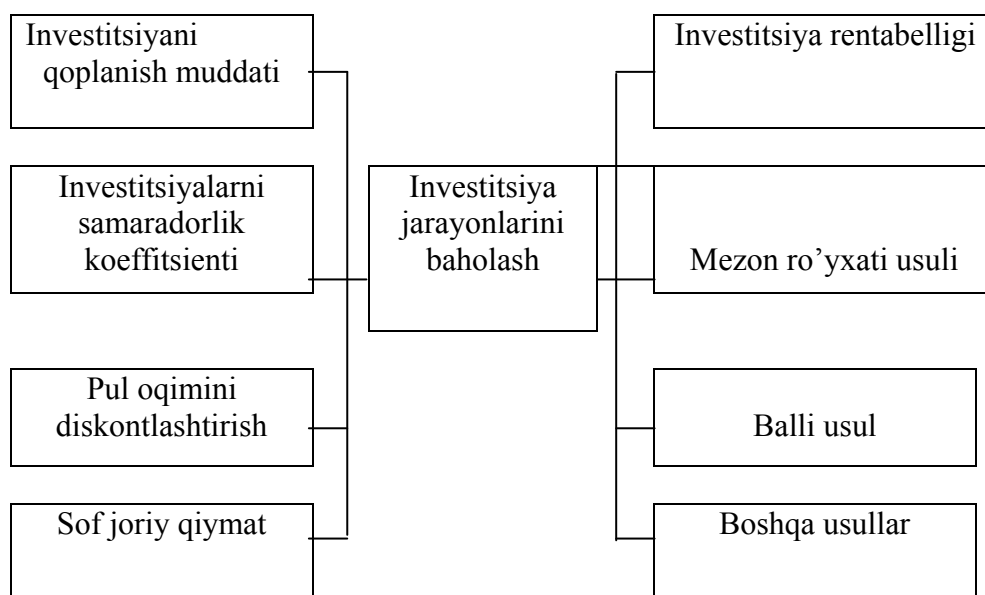 Investitsiyani
qoplanish muddati
Investitsiya rentabelligi
Investitsiyalarni
samaradorlik
koeffitsienti
Investitsiya
jarayonlarini
baholash
Mezon ro’yxati usuli
Pul oqimini
diskontlashtirish
Balli usul
Sof joriy qiymat
Boshqa usullar